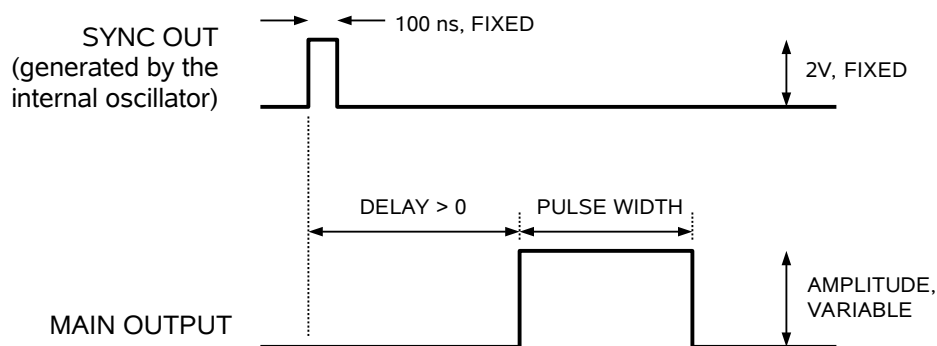 100 ns, FIXED
SYNC OUT
(generated by the
internal oscillator)
2V, FIXED
DELAY > 0
PULSE WIDTH
AMPLITUDE,
VARIABLE
MAIN OUTPUT